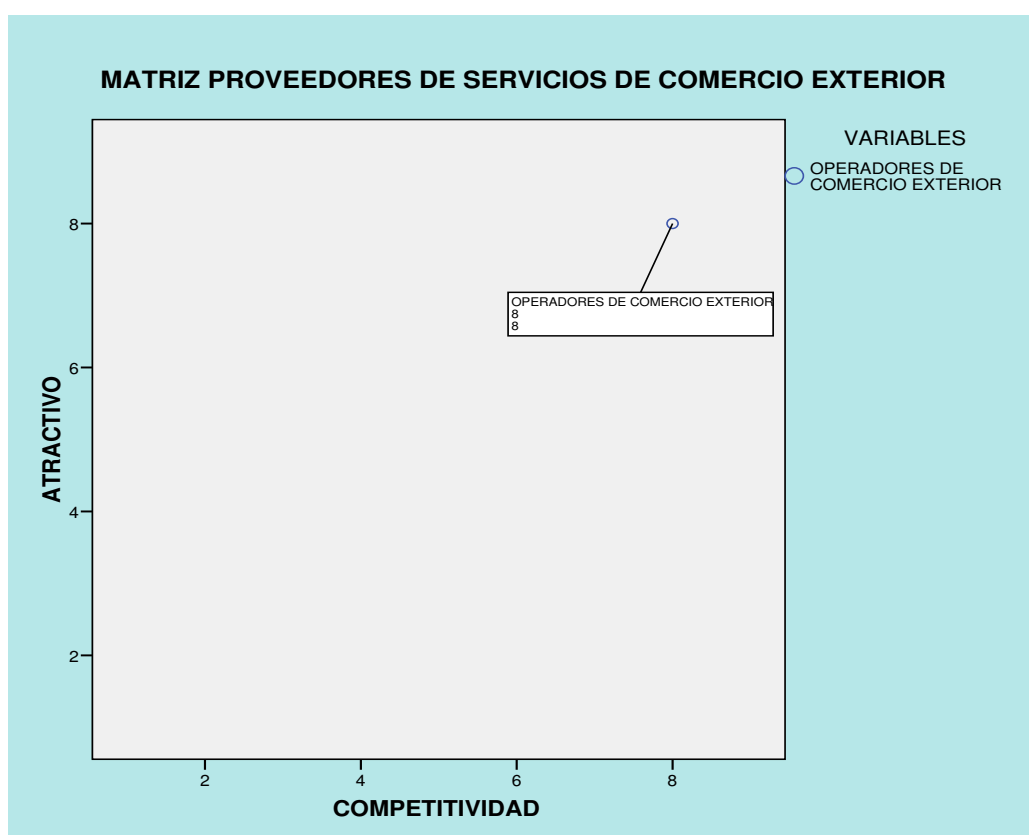 MATRIZ PROVEEDORES DE SERVICIOS DE COMERCIO EXTERIOR
VARIABLES
OPERADORES DE
COMERCIO EXTERIOR
8
OPERADORES DE COMERCIO EXTERIOR
8
8
6
ATRACTIVO
4
2
2 4 6 8
COMPETITIVIDAD